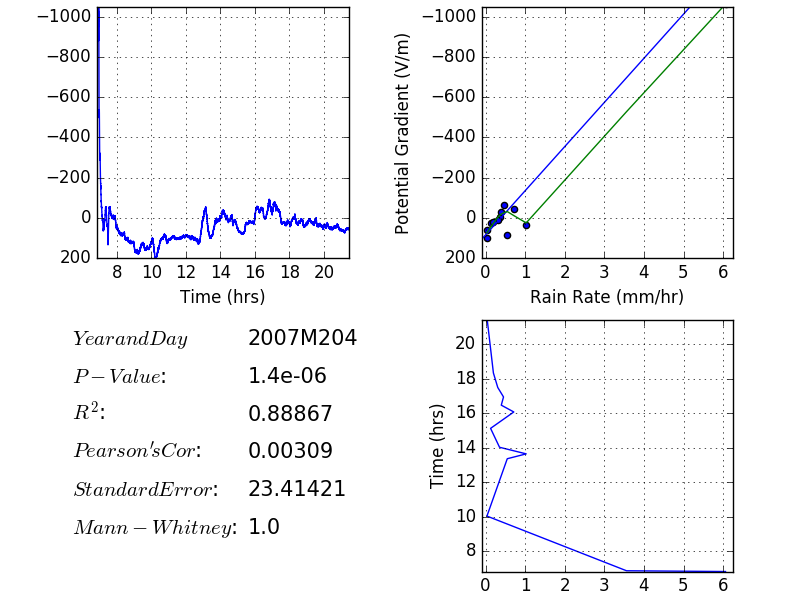 −1000
−800
−600
−400
−200
0
200
8 10 12 14 16 18 20
Time (hrs)
Potential Gradient (V/m)
−1000
−800
−600
−400
−200
0
200
0 1 2 3 4 5 6
Rain Rate (mm/hr)
YearandDay 2007M204
P−Value: 1.4e-06
R²: 0.88867
Pearson'sCor: 0.00309
StandardError: 23.41421
Mann−Whitney: 1.0
Time (hrs)
20
18
16
14
12
10
8
0 1 2 3 4 5 6